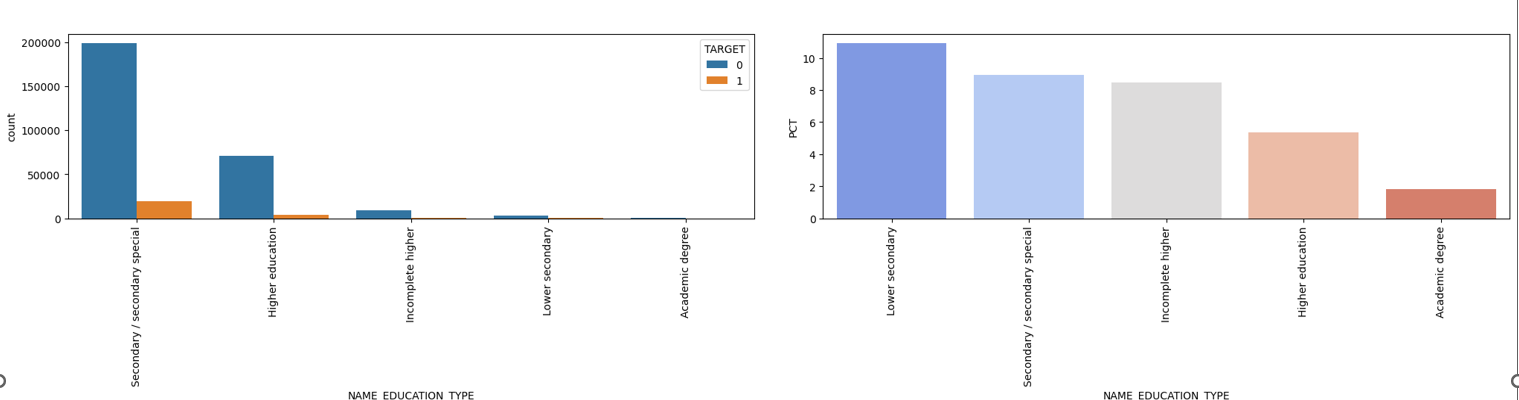 200000
150000
100000
50000
0
count
TARGET
0
1
Secondary / secondary special
Higher education
Incomplete higher
Lower secondary
Academic degree
NAME_EDUCATION_TYPE
10
8
6
4
2
0
PCT
Lower secondary
Secondary / secondary special
Incomplete higher
Higher education
Academic degree
NAME_EDUCATION_TYPE